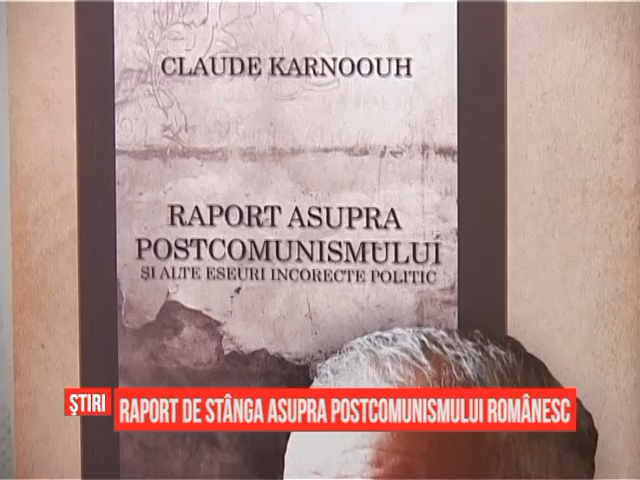 CLAUDE KARNOOUH
RAPORT ASUPRA
POSTCOMUNISMULUI
ŞI ALTE ESEURI INCORECTE POLITIC
ŞTIRI
RAPORT DE STÂNGA ASUPRA POSTCOMUNISMULUI ROMÂNESC